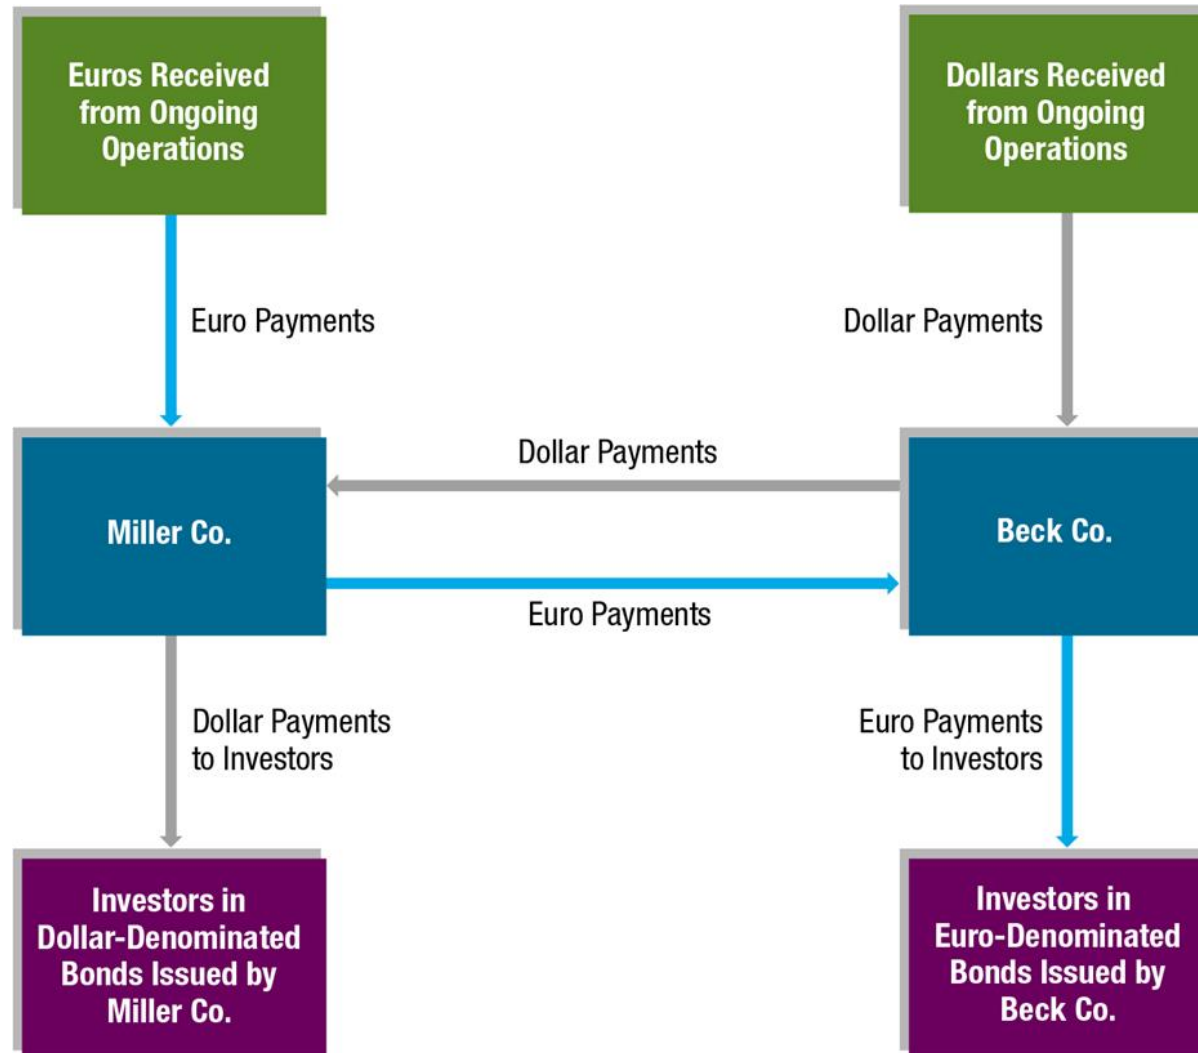 Euros Received
from Ongoing
Operations
Dollars Received
from Ongoing
Operations
Euro Payments
Dollar Payments
Dollar Payments
Miller Co.
Beck Co.
Euro Payments
Dollar Payments
to Investors
Euro Payments
to Investors
Investors in
Dollar-Denominated
Bonds Issued by
Miller Co.
Investors in
Euro-Denominated
Bonds Issued by
Beck Co.